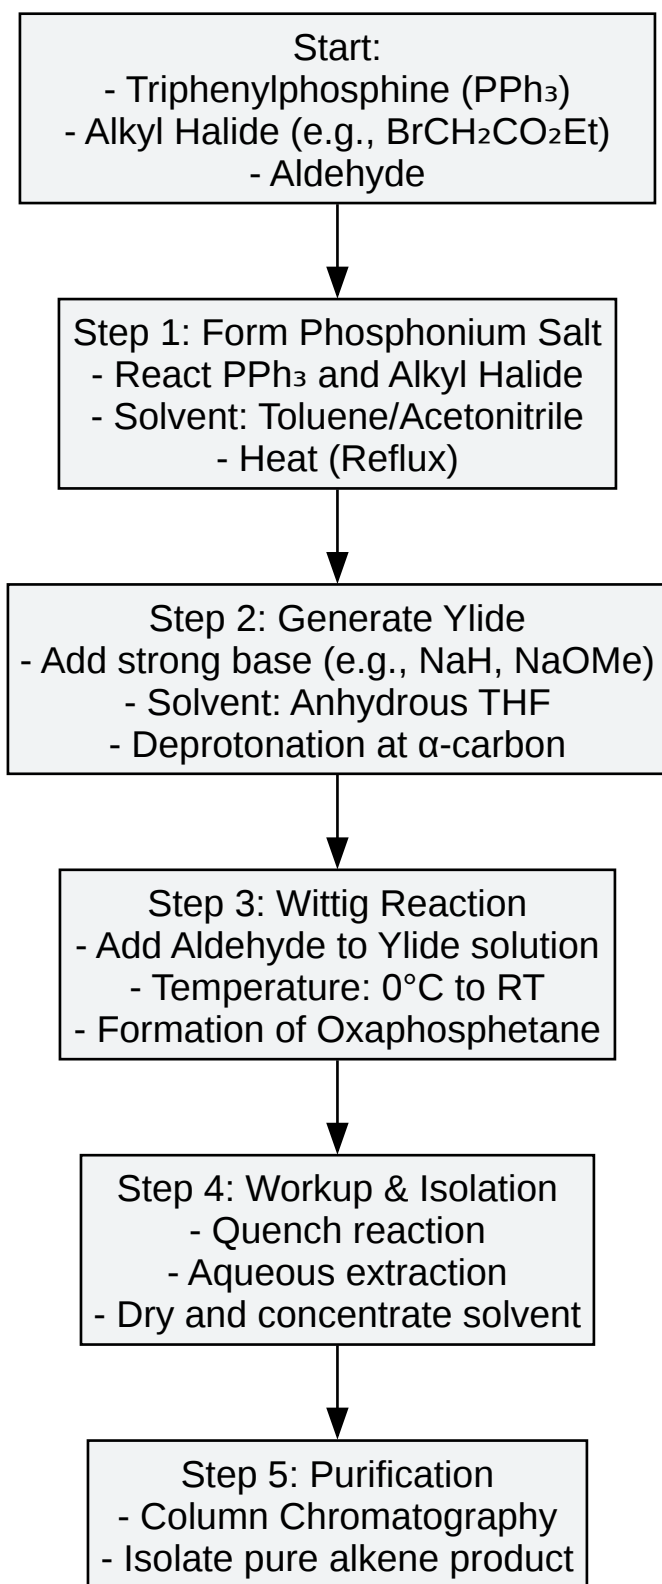 Start:
- Triphenylphosphine (PPh₃)
- Alkyl Halide (e.g., BrCH₂CO₂Et)
- Aldehyde
Step 1: Form Phosphonium Salt
- React PPh₃ and Alkyl Halide
- Solvent: Toluene/Acetonitrile
- Heat (Reflux)
Step 2: Generate Ylide
- Add strong base (e.g., NaH, NaOMe)
- Solvent: Anhydrous THF
- Deprotonation at α-carbon
Step 3: Wittig Reaction
- Add Aldehyde to Ylide solution
- Temperature: 0°C to RT
- Formation of Oxaphosphetane
Step 4: Workup & Isolation
- Quench reaction
- Aqueous extraction
- Dry and concentrate solvent
Step 5: Purification
- Column Chromatography
- Isolate pure alkene product